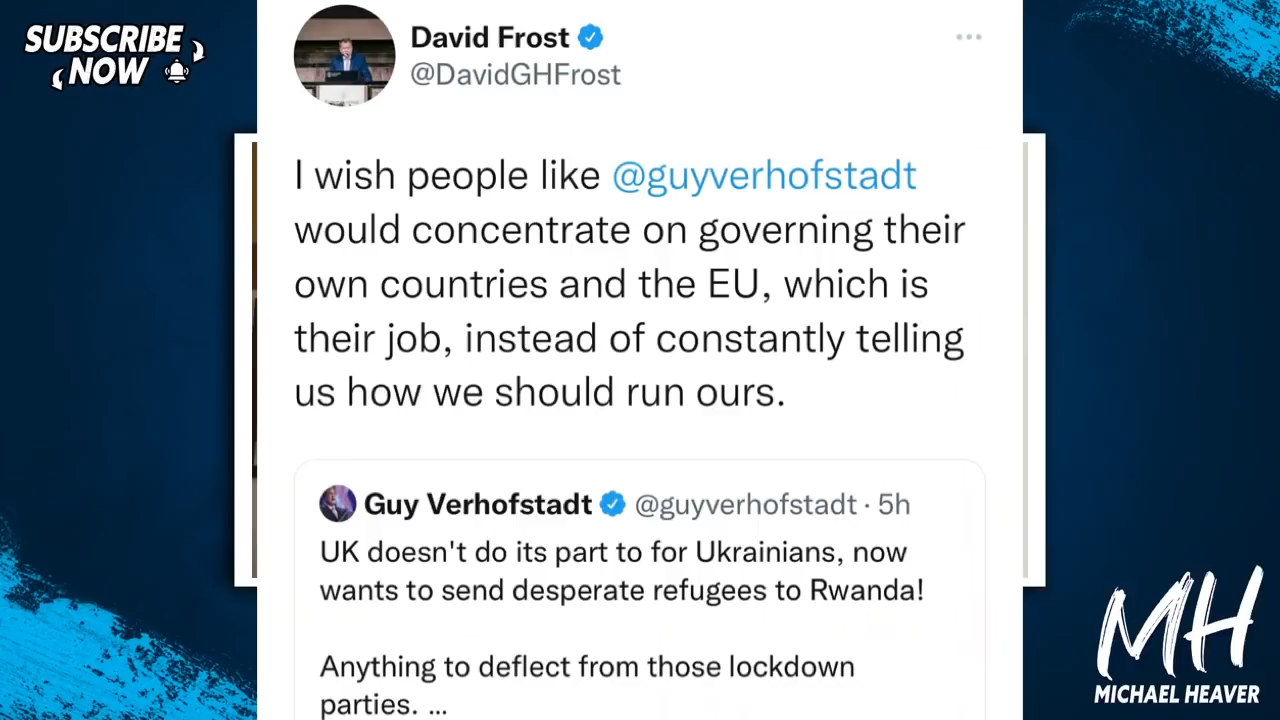 SUBSCRIBE
NOW
David Frost
@DavidGHFrost
I wish people like @guyverhofstadt
would concentrate on governing their
own countries and the EU, which is
their job, instead of constantly telling
us how we should run ours.
Guy Verhofstadt @guyverhofstadt · 5h
UK doesn't do its part to for Ukrainians, now
wants to send desperate refugees to Rwanda!
Anything to deflect from those lockdown
parties. ...
MH
MICHAEL HEAVER